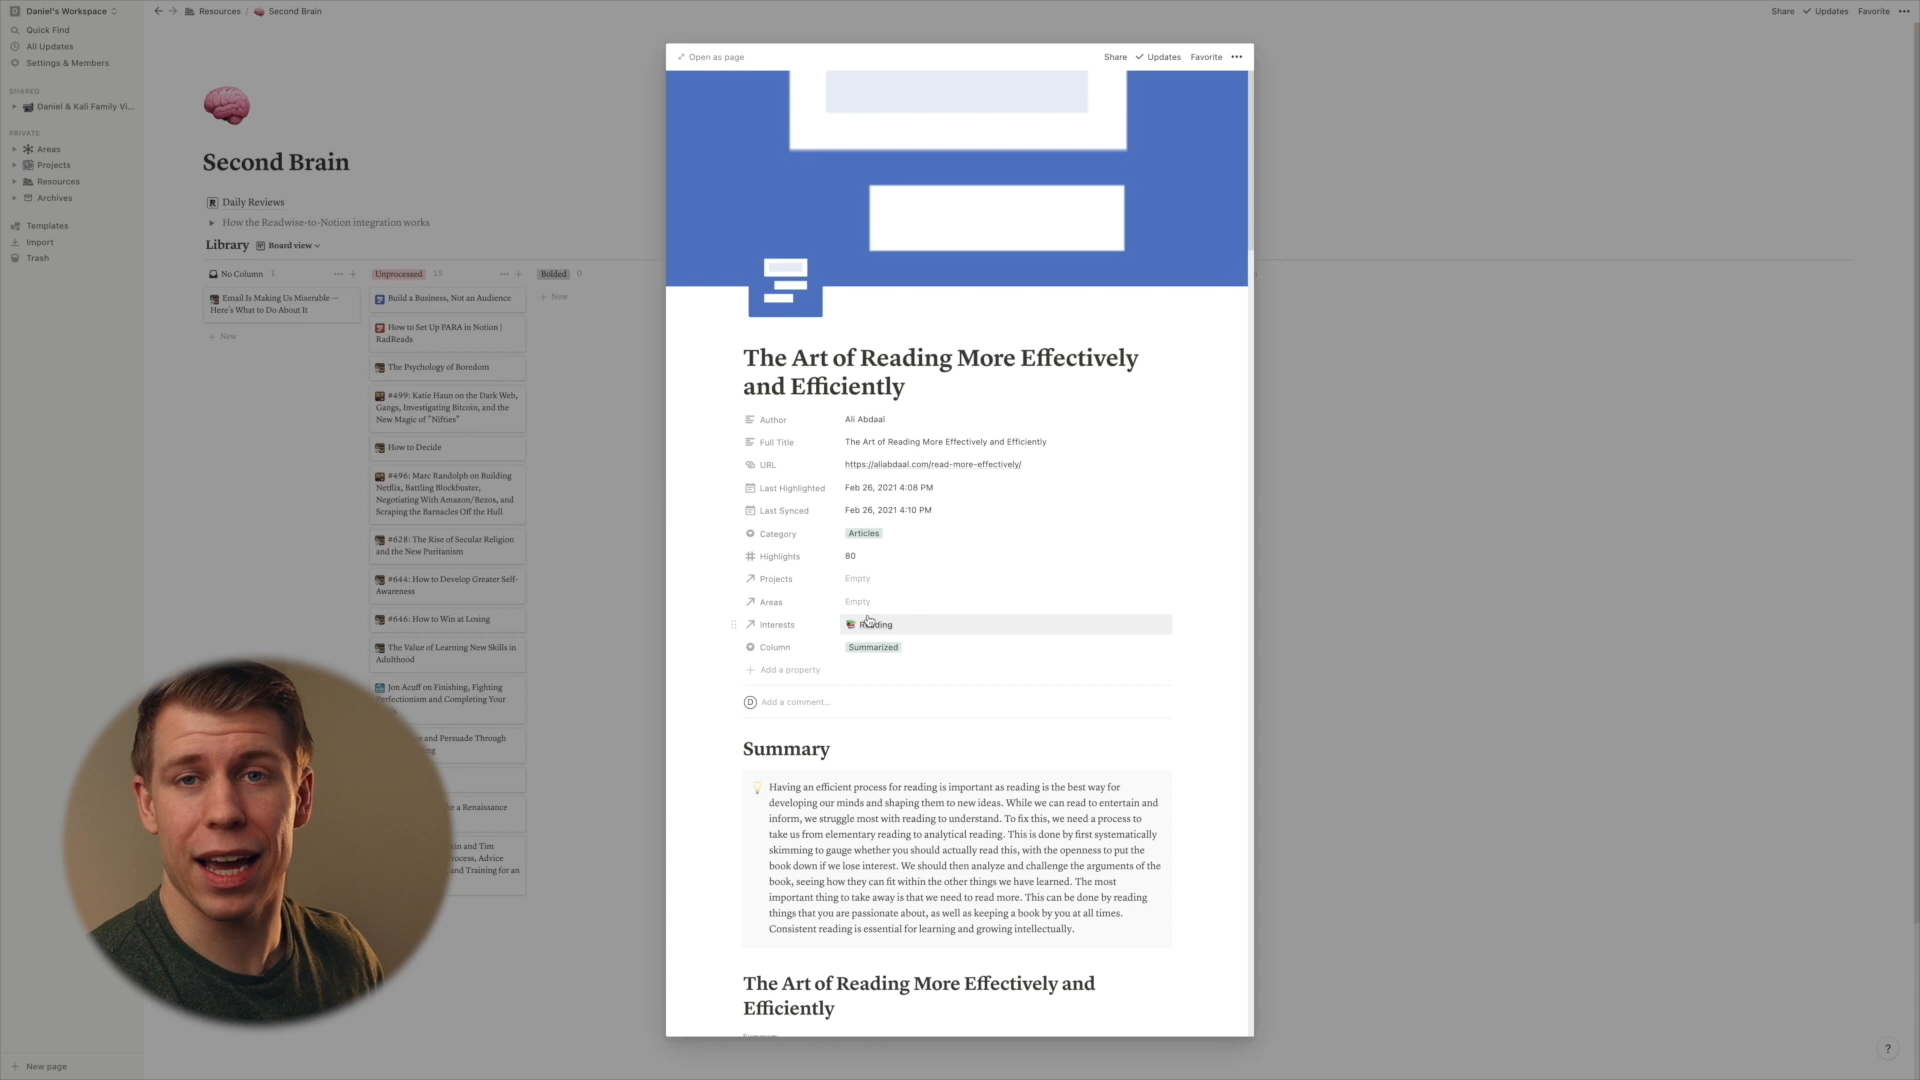 Daniel's Workspace
Quick Find
All Updates
Settings & Members
SHARED
Daniel & Kali Family Vi...
PRIVATE
Areas
Projects
Resources
Archives
Templates
Import
Trash
New page
Resources / Second Brain
Share Updates Favorite
Second Brain
R Daily Reviews
How the Readwise-to-Notion integration works
Library Board view
No Column 1
Email Is Making Us Miserable —
Here's What to Do About It
+ New
Unprocessed 15
Build a Business, Not an Audience
How to Set Up PARA in Notion |
RadReads
The Psychology of Boredom
#499: Katie Haun on the Dark Web,
Gangs, Investigating Bitcoin, and the
New Magic of "Nifties"
How to Decide
#496: Marc Randolph on Building
Netflix, Battling Blockbuster,
Negotiating With Amazon/Bezos, and
Scraping the Barnacles Off the Hull
#628: The Rise of Secular Religion
and the New Puritanism
#644: How to Develop Greater Self-
Awareness
#646: How to Win at Losing
The Value of Learning New Skills in
Adulthood
Jon Acuff on Finishing, Fighting
Perfectionism and Completing Your
and Persuade Through
a Renaissance
and Tim
Advice
and Training for an
Bolded 0
+ New
Open as page
Share Updates Favorite
The Art of Reading More Effectively
and Efficiently
Author Ali Abdaal
Full Title The Art of Reading More Effectively and Efficiently
URL https://aliabdaal.com/read-more-effectively/
Last Highlighted Feb 26, 2021 4:08 PM
Last Synced Feb 26, 2021 4:10 PM
Category Articles
Highlights 80
Projects Empty
Areas Empty
Interests Reading
Column Summarized
+ Add a property
D Add a comment...
Summary
Having an efficient process for reading is important as reading is the best way for
developing our minds and shaping them to new ideas. While we can read to entertain and
inform, we struggle most with reading to understand. To fix this, we need a process to
take us from elementary reading to analytical reading. This is done by first systematically
skimming to gauge whether you should actually read this, with the openness to put the
book down if we lose interest. We should then analyze and challenge the arguments of the
book, seeing how they can fit within the other things we have learned. The most
important thing to take away is that we need to read more. This can be done by reading
things that you are passionate about, as well as keeping a book by you at all times.
Consistent reading is essential for learning and growing intellectually.
The Art of Reading More Effectively and
Efficiently
?